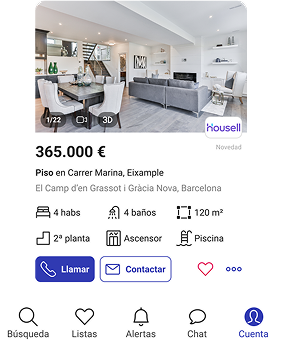 1/22
3D
housell
365.000 €
Novedad
Piso en Carrer Marina, Eixample
El Camp d'en Grassot i Gràcia Nova, Barcelona
4 habs
4 baños
120 m²
2ª planta
Ascensor
Piscina
Llamar
Contactar
Búsqueda
Listas
Alertas
Chat
Cuenta